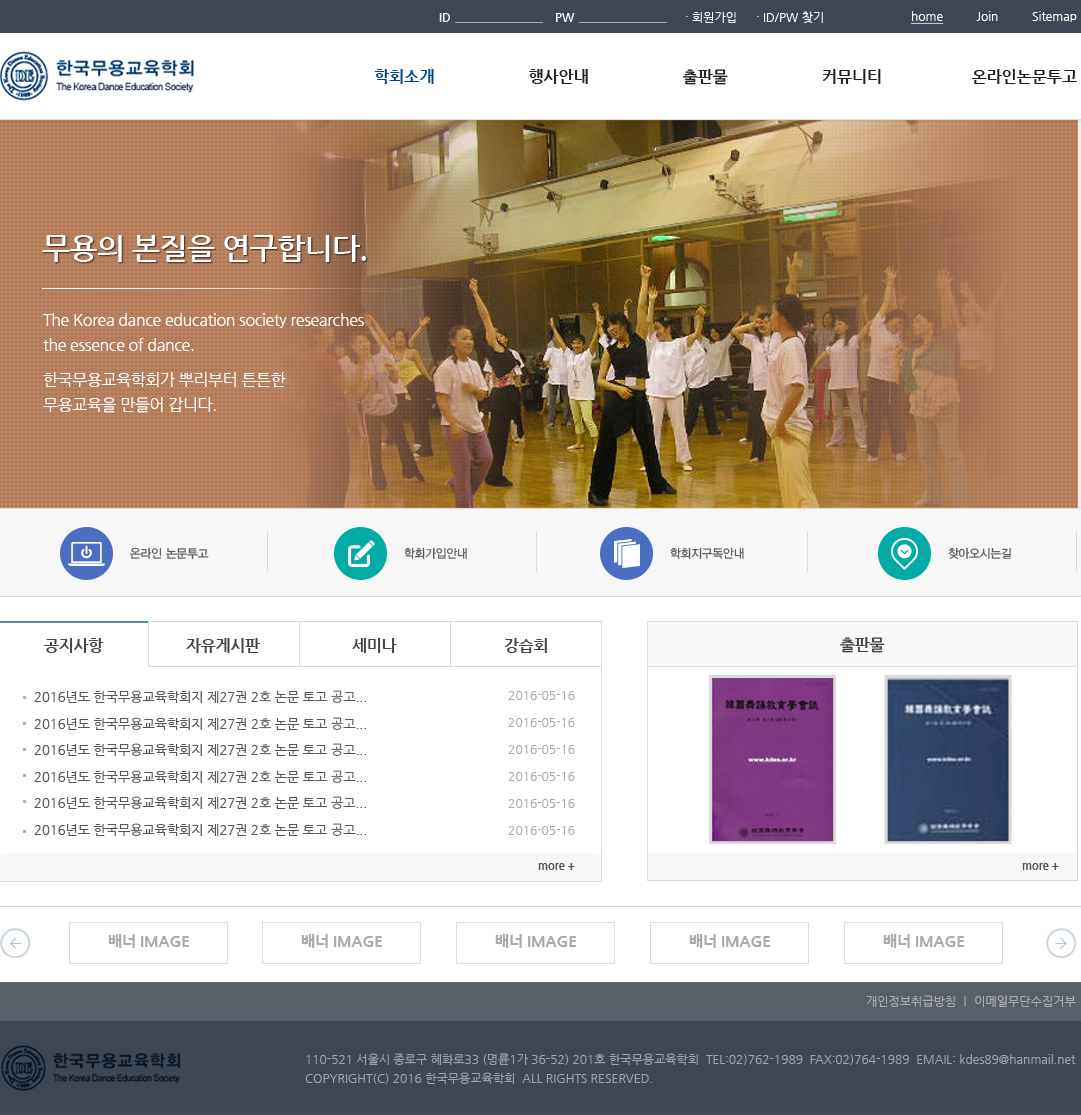 ID PW · 회원가입 · ID/PW 찾기 home Join Sitemap
한국무용교육학회
The Korea Dance Education Society
학회소개 행사안내 출판물 커뮤니티 온라인논문투고
무용의 본질을 연구합니다.
The Korea dance education society researches
the essence of dance.
한국무용교육학회가 뿌리부터 튼튼한
무용교육을 만들어 갑니다.
온라인 논문투고 학회가입안내 학회지구독안내 찾아오시는길
공지사항 자유게시판 세미나 강습회
2016년도 한국무용교육학회지 제27권 2호 논문 토고 공고... 2016-05-16
2016년도 한국무용교육학회지 제27권 2호 논문 토고 공고... 2016-05-16
2016년도 한국무용교육학회지 제27권 2호 논문 토고 공고... 2016-05-16
2016년도 한국무용교육학회지 제27권 2호 논문 토고 공고... 2016-05-16
2016년도 한국무용교육학회지 제27권 2호 논문 토고 공고... 2016-05-16
2016년도 한국무용교육학회지 제27권 2호 논문 토고 공고... 2016-05-16
more +
출판물
韓國舞踊敎育學會誌 韓國舞踊敎育學會誌
www.kdes.or.kr www.kdes.or.kr
more +
배너 IMAGE 배너 IMAGE 배너 IMAGE 배너 IMAGE 배너 IMAGE
개인정보취급방침 | 이메일무단수집거부
한국무용교육학회
The Korea Dance Education Society
110-521 서울시 종로구 혜화로33 (명륜1가 36-52) 201호 한국무용교육학회 TEL:02)762-1989 FAX:02)764-1989 EMAIL: kdes89@hanmail.net
COPYRIGHT(C) 2016 한국무용교육학회 ALL RIGHTS RESERVED.